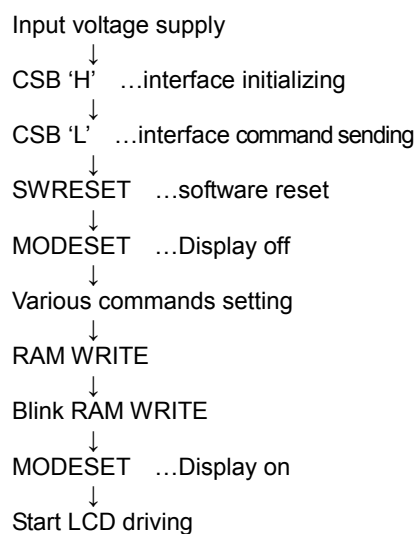 Input voltage supply
↓
CSB ‘H’ …interface initializing
↓
CSB ‘L’ …interface command sending
↓
SWRESET …software reset
↓
MODESET …Display off
↓
Various commands setting
↓
RAM WRITE
↓
Blink RAM WRITE
↓
MODESET …Display on
↓
Start LCD driving